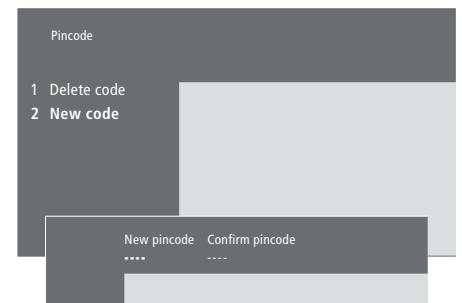 Pincode
1 Delete code
2 New code
New pincode Confirm pincode
---- ----